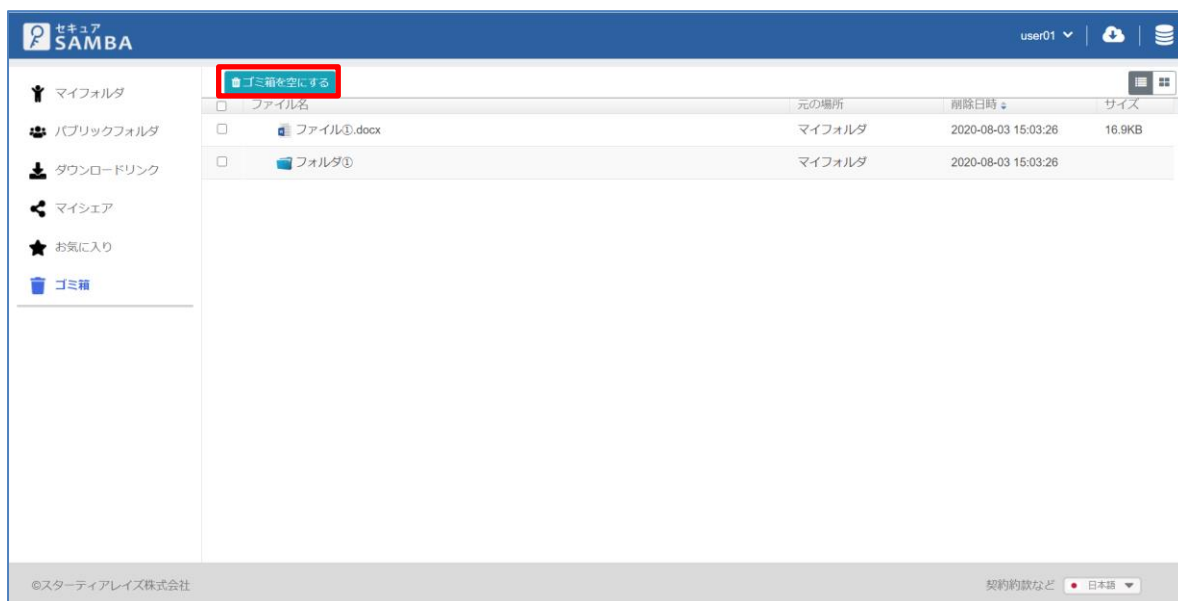 セキュア
SAMBA
user01
マイフォルダ
パブリックフォルダ
ダウンロードリンク
マイシェア
お気に入り
ゴミ箱
ゴミ箱を空にする
ファイル名 元の場所 削除日時 サイズ
ファイル①.docx マイフォルダ 2020-08-03 15:03:26 16.9KB
フォルダ① マイフォルダ 2020-08-03 15:03:26
©スターティアレイズ株式会社 契約約款など 日本語